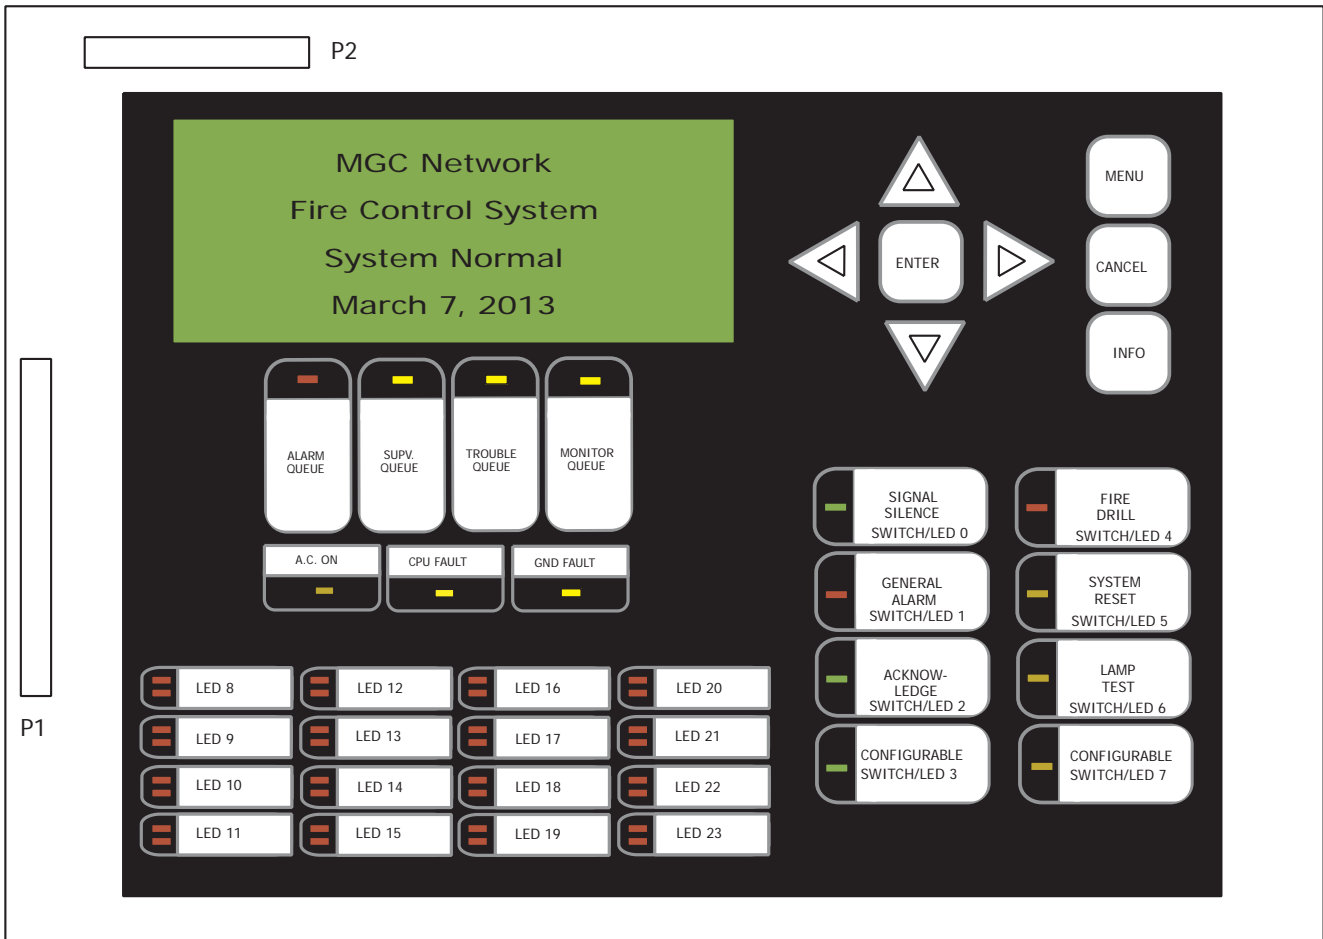 P2
MGC Network
Fire Control System
System Normal
March 7, 2013
MENU
ENTER
CANCEL
INFO
P1
ALARM
QUEUE
SUPV.
QUEUE
TROUBLE
QUEUE
MONITOR
QUEUE
A.C. ON
CPU FAULT
GND FAULT
SIGNAL
SILENCE
SWITCH/LED 0
FIRE
DRILL
SWITCH/LED 4
GENERAL
ALARM
SWITCH/LED 1
SYSTEM
RESET
SWITCH/LED 5
ACKNOW-
LEDGE
SWITCH/LED 2
LAMP
TEST
SWITCH/LED 6
CONFIGURABLE
SWITCH/LED 3
CONFIGURABLE
SWITCH/LED 7
LED 8
LED 12
LED 16
LED 20
LED 9
LED 13
LED 17
LED 21
LED 10
LED 14
LED 18
LED 22
LED 11
LED 15
LED 19
LED 23